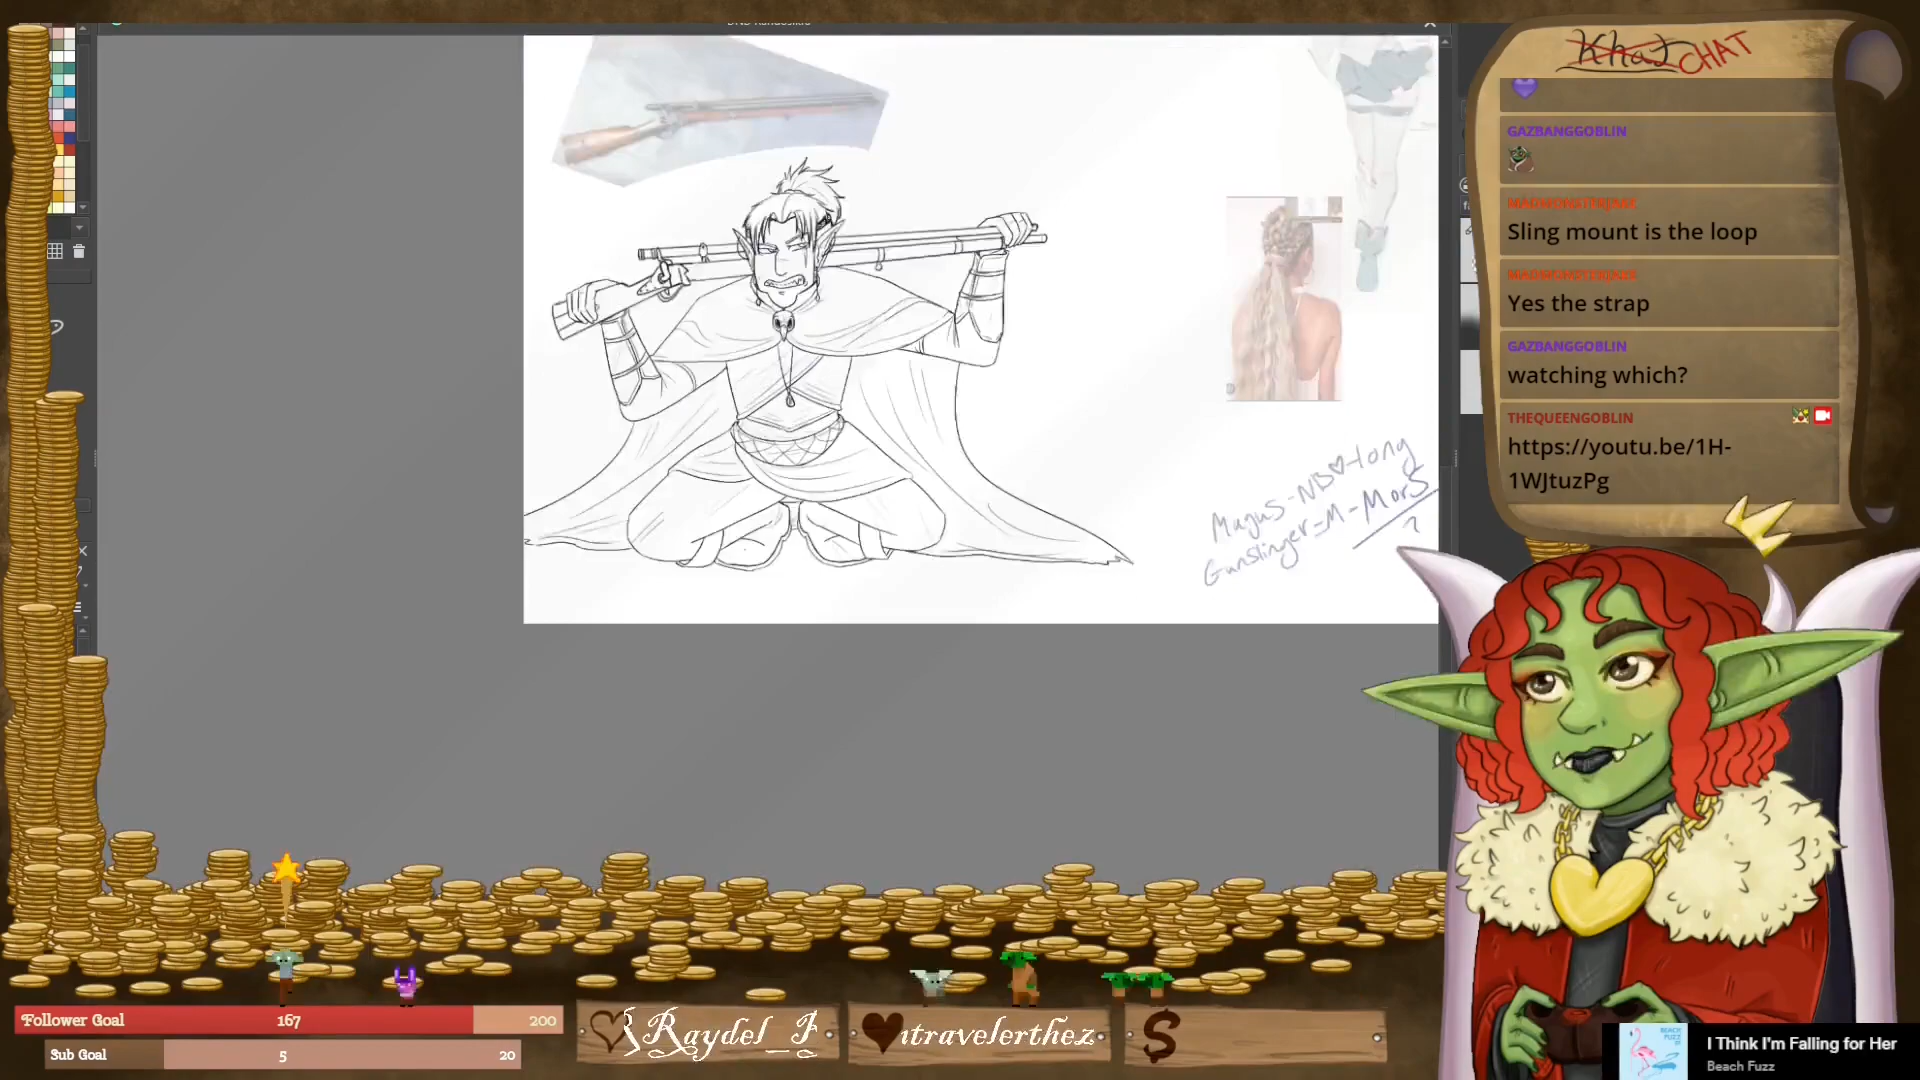 Khat CHAT
GAZBANGGOBLIN
Sling mount is the loop
Yes the strap
GAZBANGGOBLIN
watching which?
THEQUEENGOBLIN
https://youtu.be/1H-
1WJtuzPg
Magus - NB♡-long
Gunslinger - M - Mors
?
Follower Goal 167 200
Sub Goal 5 20
Raydel_
itravelerthez
$
I Think I'm Falling for Her
Beach Fuzz